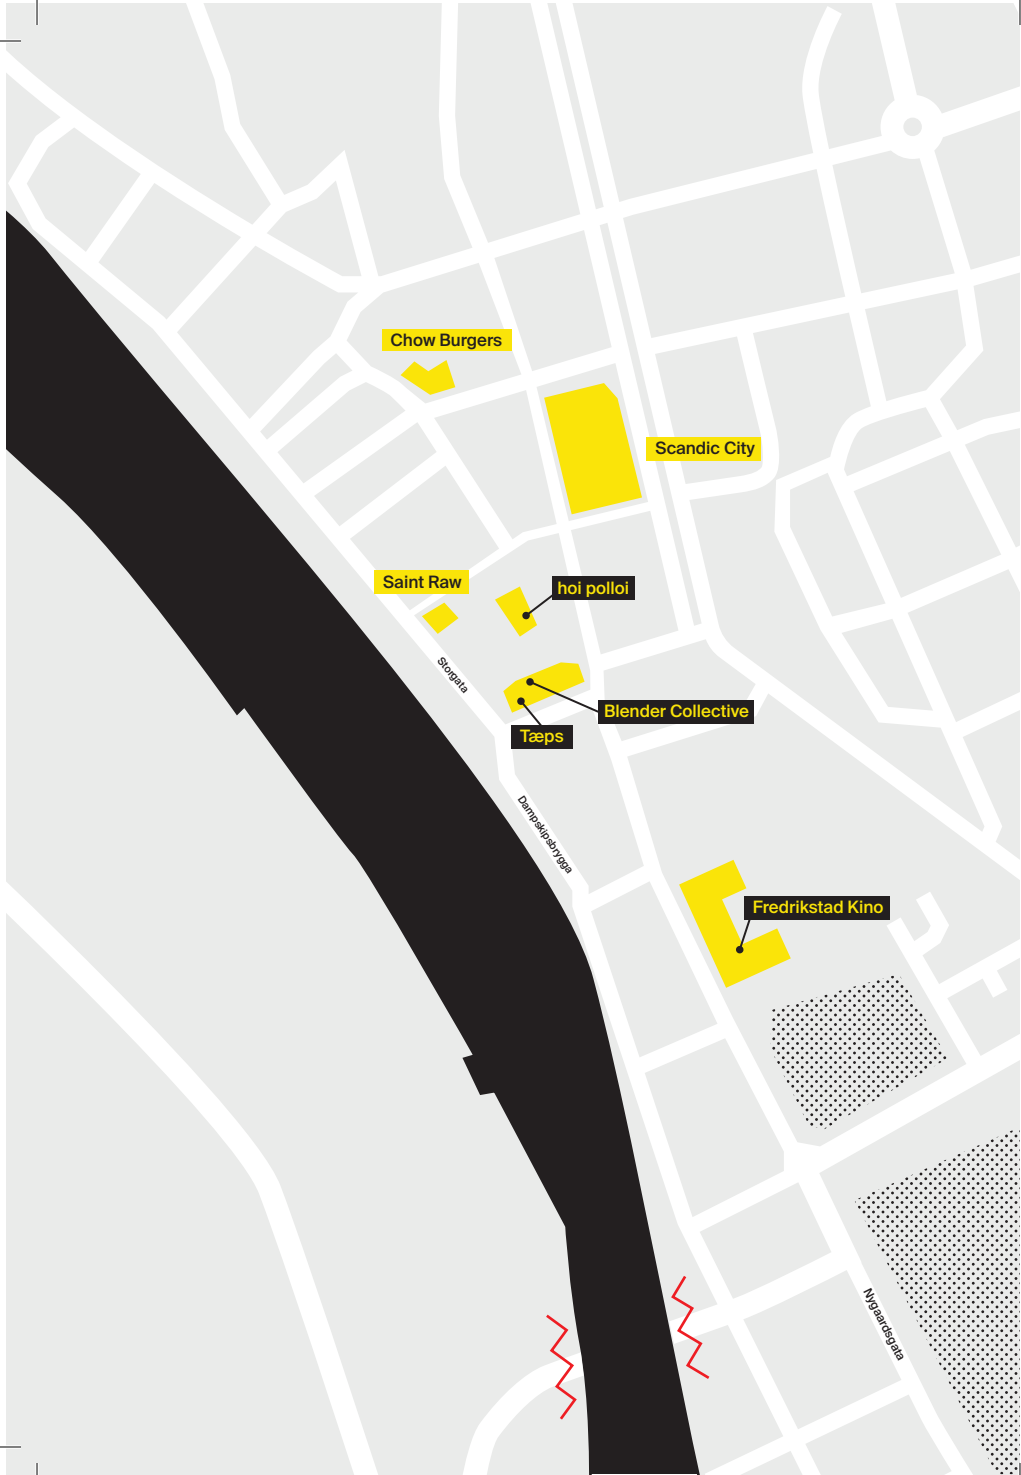 Chow Burgers
Scandic City
Saint Raw
hoi polloi
Storgata
Blender Collective
Tæps
Dampskipsbrygga
Fredrikstad Kino
Nygaardsgata